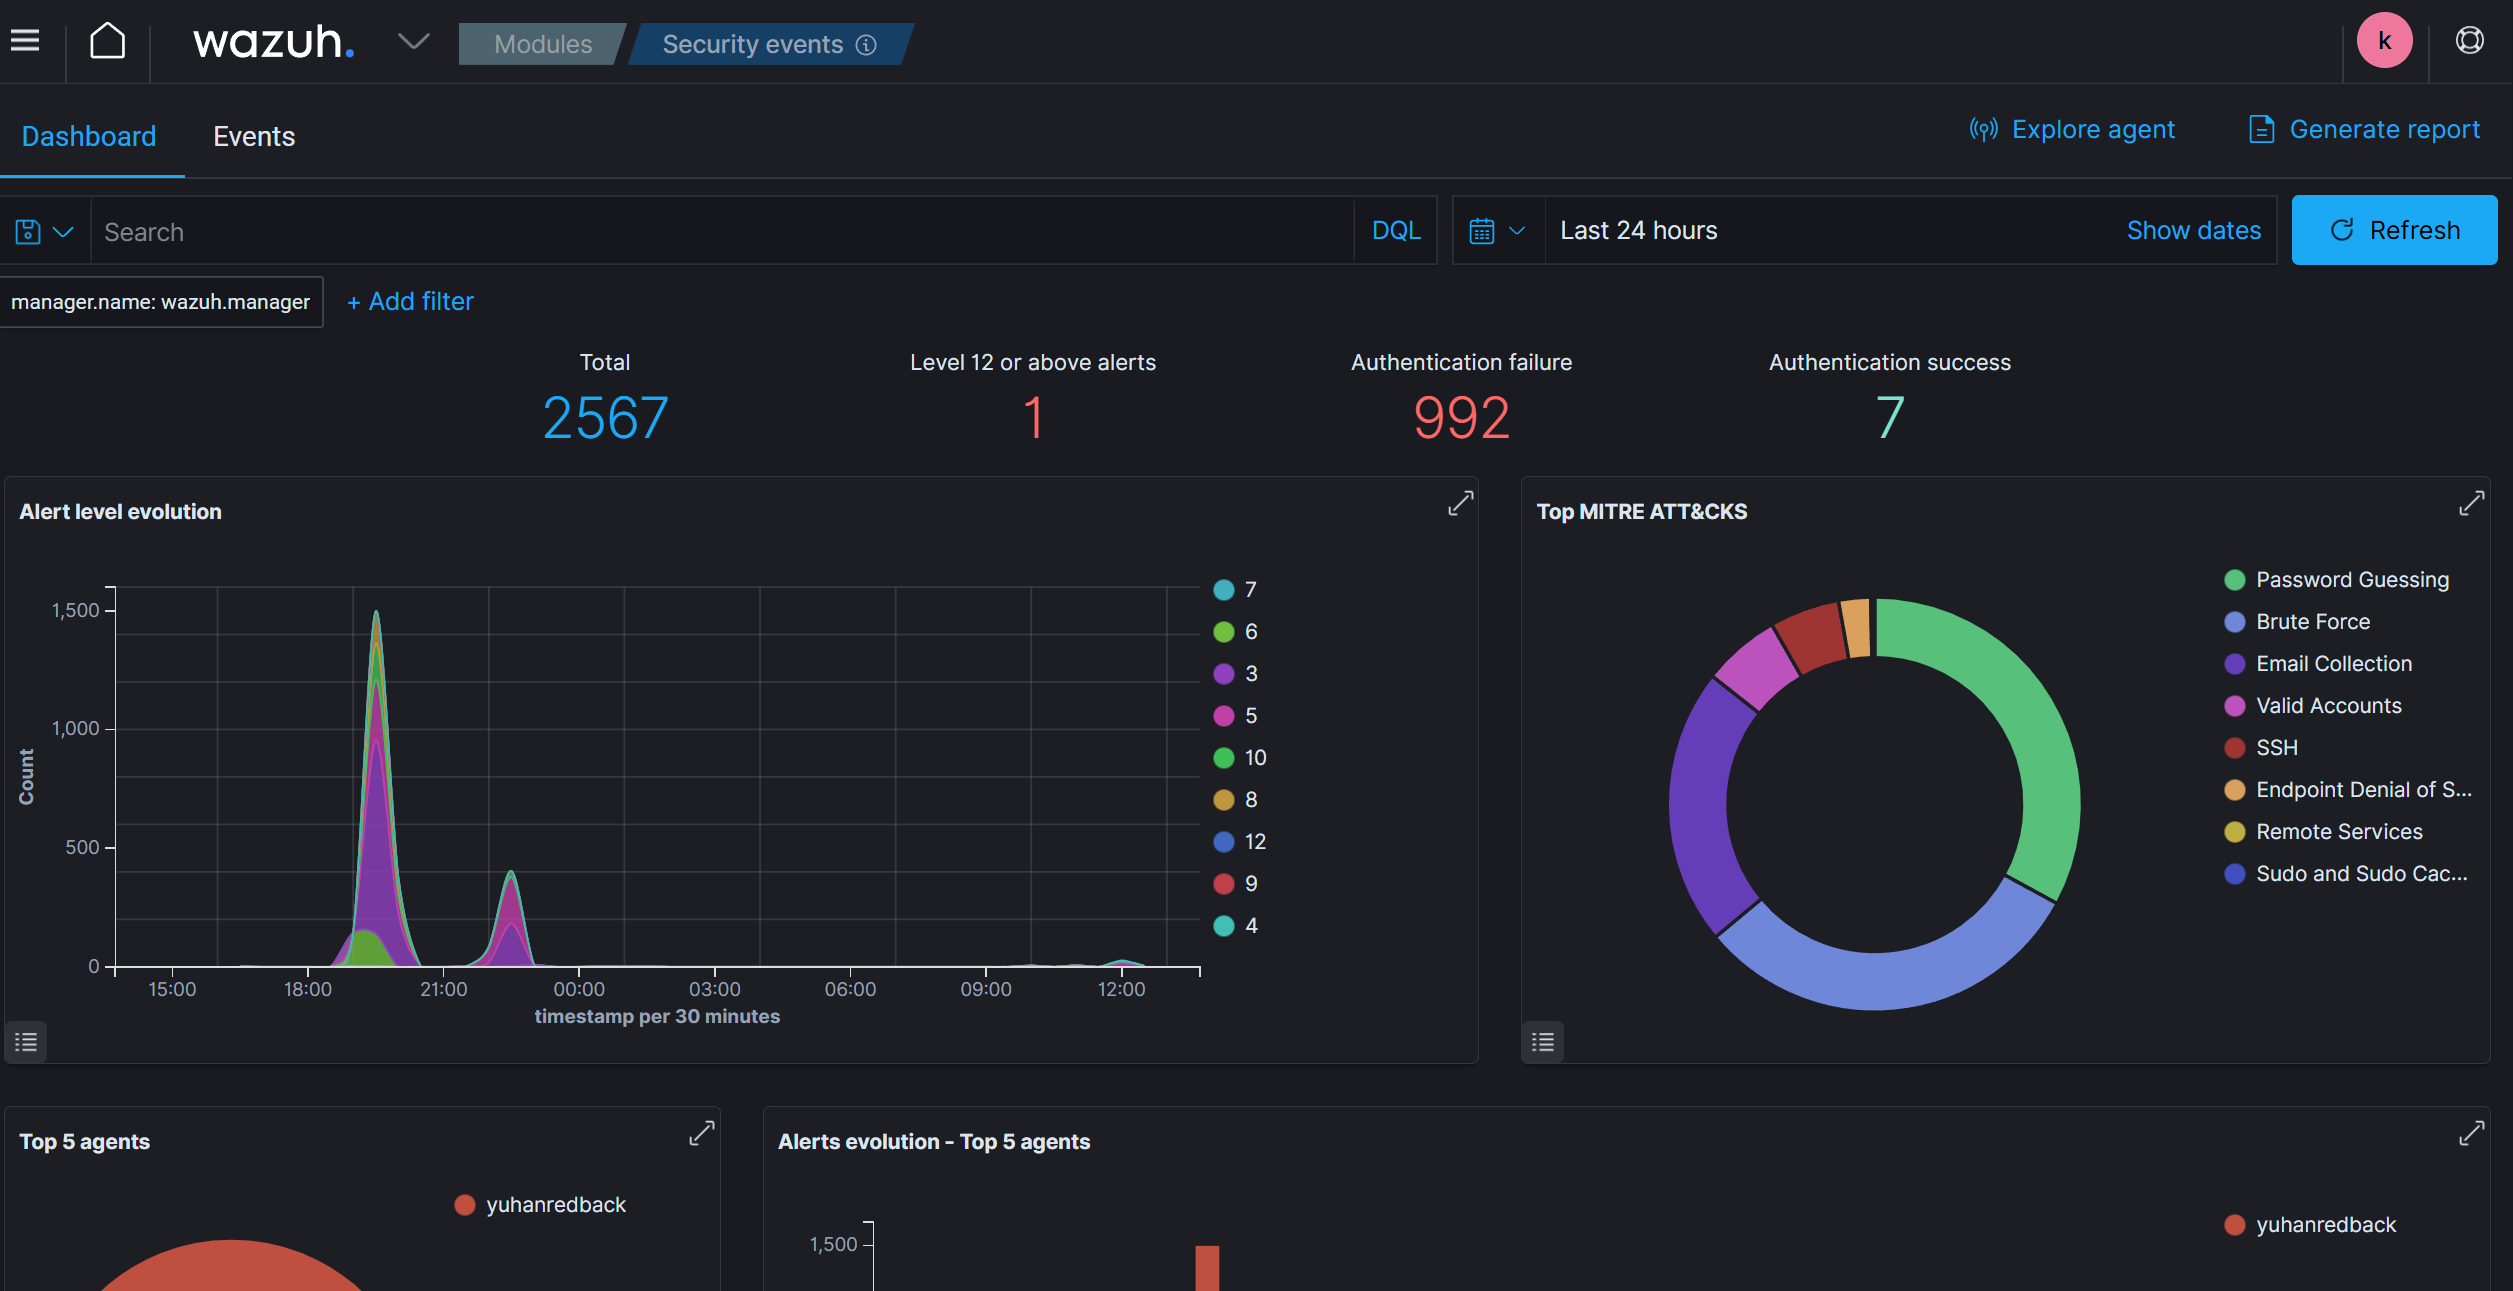 wazuh.
Modules
Security events
k
Dashboard
Events
Explore agent
Generate report
Search
DQL
Last 24 hours
Show dates
Refresh
manager.name: wazuh.manager
+ Add filter
Total
2567
Level 12 or above alerts
1
Authentication failure
992
Authentication success
7
Alert level evolution
Count
1,500
1,000
500
0
15:00
18:00
21:00
00:00
03:00
06:00
09:00
12:00
timestamp per 30 minutes
7
6
3
5
10
8
12
9
4
Top MITRE ATT&CKS
Password Guessing
Brute Force
Email Collection
Valid Accounts
SSH
Endpoint Denial of S...
Remote Services
Sudo and Sudo Cac...
Top 5 agents
yuhanredback
Alerts evolution - Top 5 agents
1,500
yuhanredback